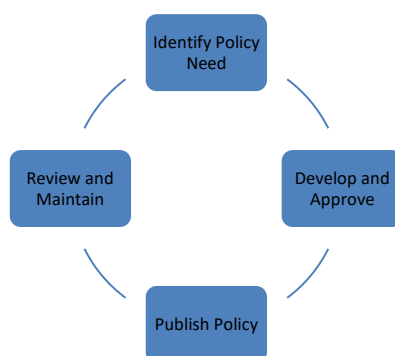 Identify Policy
Need
Develop and
Approve
Publish Policy
Review and
Maintain